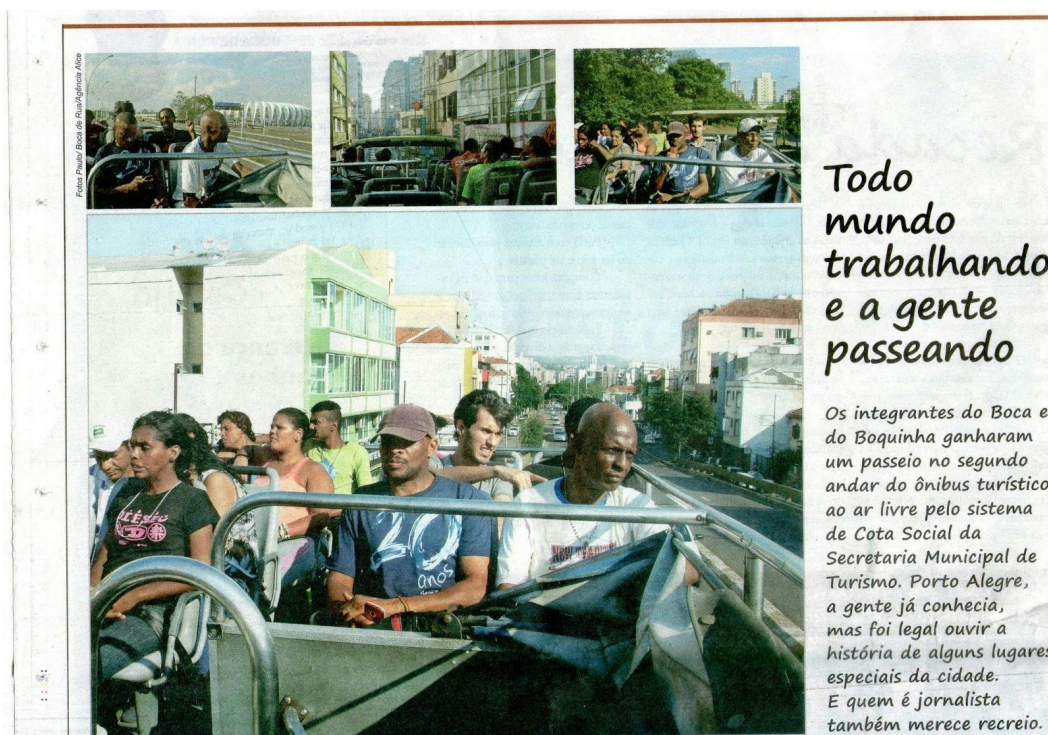 Fotos Paulo/ Boca de Rua/Agência Alice
Todo
mundo
trabalhando
e a gente
passeando
Os integrantes do Boca e
do Boquinha ganharam
um passeio no segundo
andar do ônibus turístico
ao ar livre pelo sistema
de Cota Social da
Secretaria Municipal de
Turismo. Porto Alegre,
a gente já conhecia,
mas foi legal ouvir a
história de alguns lugares
especiais da cidade.
E quem é jornalista
também merece recreio.
20
anos